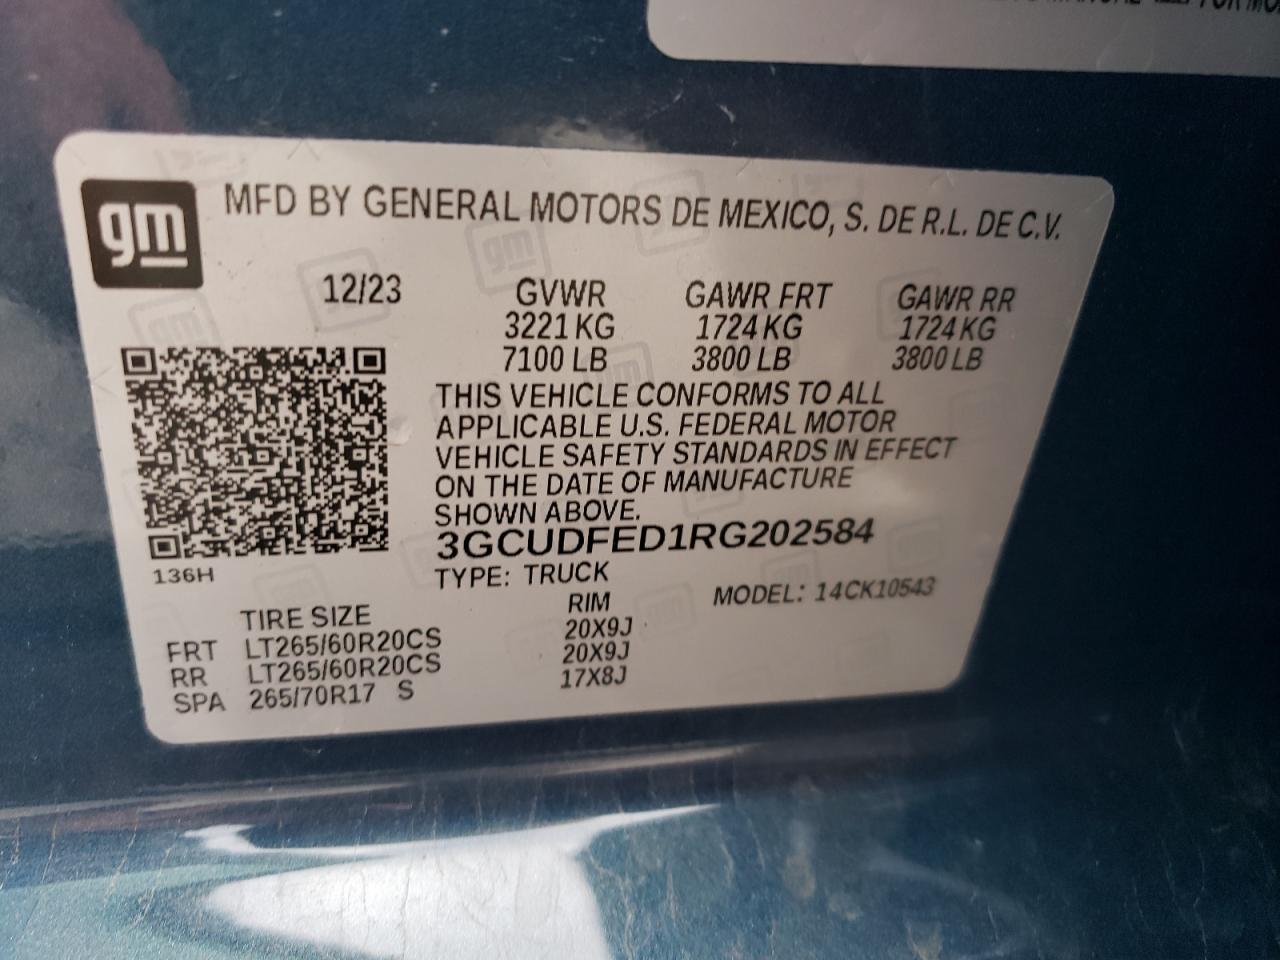 gm
MFD BY GENERAL MOTORS DE MEXICO, S. DE R.L. DE C.V.
12/23 GVWR GAWR FRT GAWR RR
3221 KG 1724 KG 1724 KG
7100 LB 3800 LB 3800 LB
THIS VEHICLE CONFORMS TO ALL
APPLICABLE U.S. FEDERAL MOTOR
VEHICLE SAFETY STANDARDS IN EFFECT
ON THE DATE OF MANUFACTURE
SHOWN ABOVE.
3GCUDFED1RG202584
136H
TYPE: TRUCK MODEL: 14CK10543
TIRE SIZE RIM
FRT LT265/60R20CS 20X9J
RR LT265/60R20CS 20X9J
SPA 265/70R17 S 17X8J